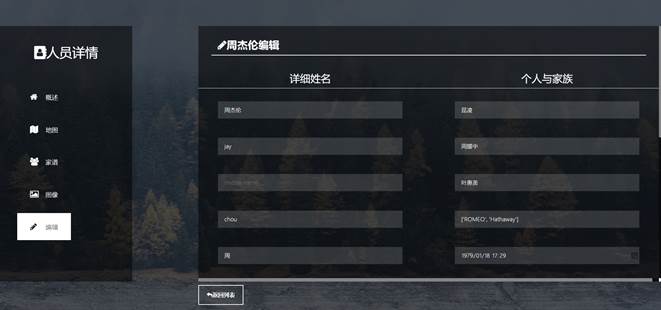 人员详情
概述
地图
家谱
图像
编辑
周杰伦编辑
详细姓名
个人与家族
周杰伦
昆凌
jay
周耀中
middle name
叶惠美
chou
['ROMEO', 'Hathaway']
周
1979/01/18 17:29
返回列表